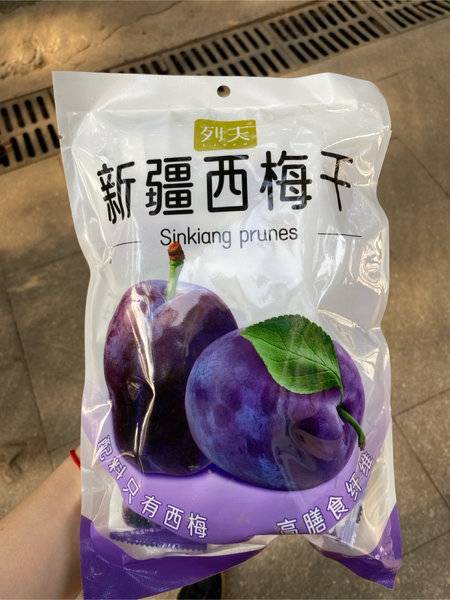 列夫
新疆西梅干
Sinkiang prunes
配料只有西梅
高膳食纤维